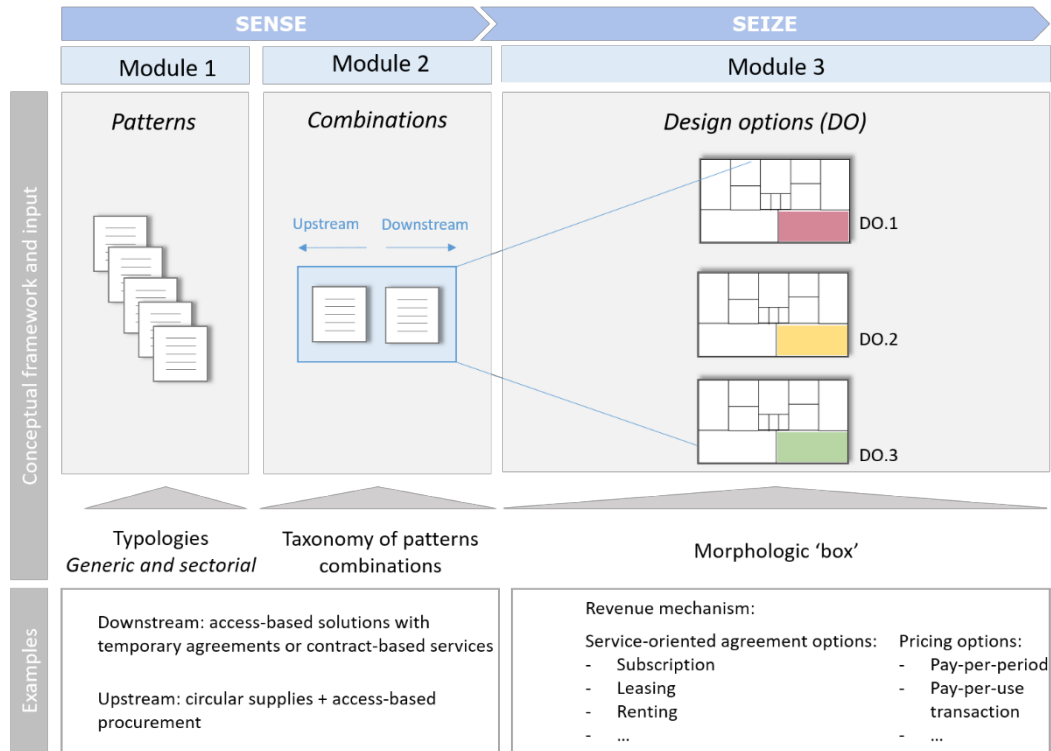 SENSE
SEIZE
Module 1
Module 2
Module 3
Conceptual framework and input
Patterns
Combinations
Design options (DO)
Upstream
Downstream
DO.1
DO.2
DO.3
Typologies
Generic and sectorial
Taxonomy of patterns
combinations
Morphologic ‘box’
Examples
Downstream: access-based solutions with
temporary agreements or contract-based services
Upstream: circular supplies + access-based
procurement
Revenue mechanism:
Service-oriented agreement options:
- Subscription
- Leasing
- Renting
- ...
Pricing options:
- Pay-per-period
- Pay-per-use
transaction
- ...